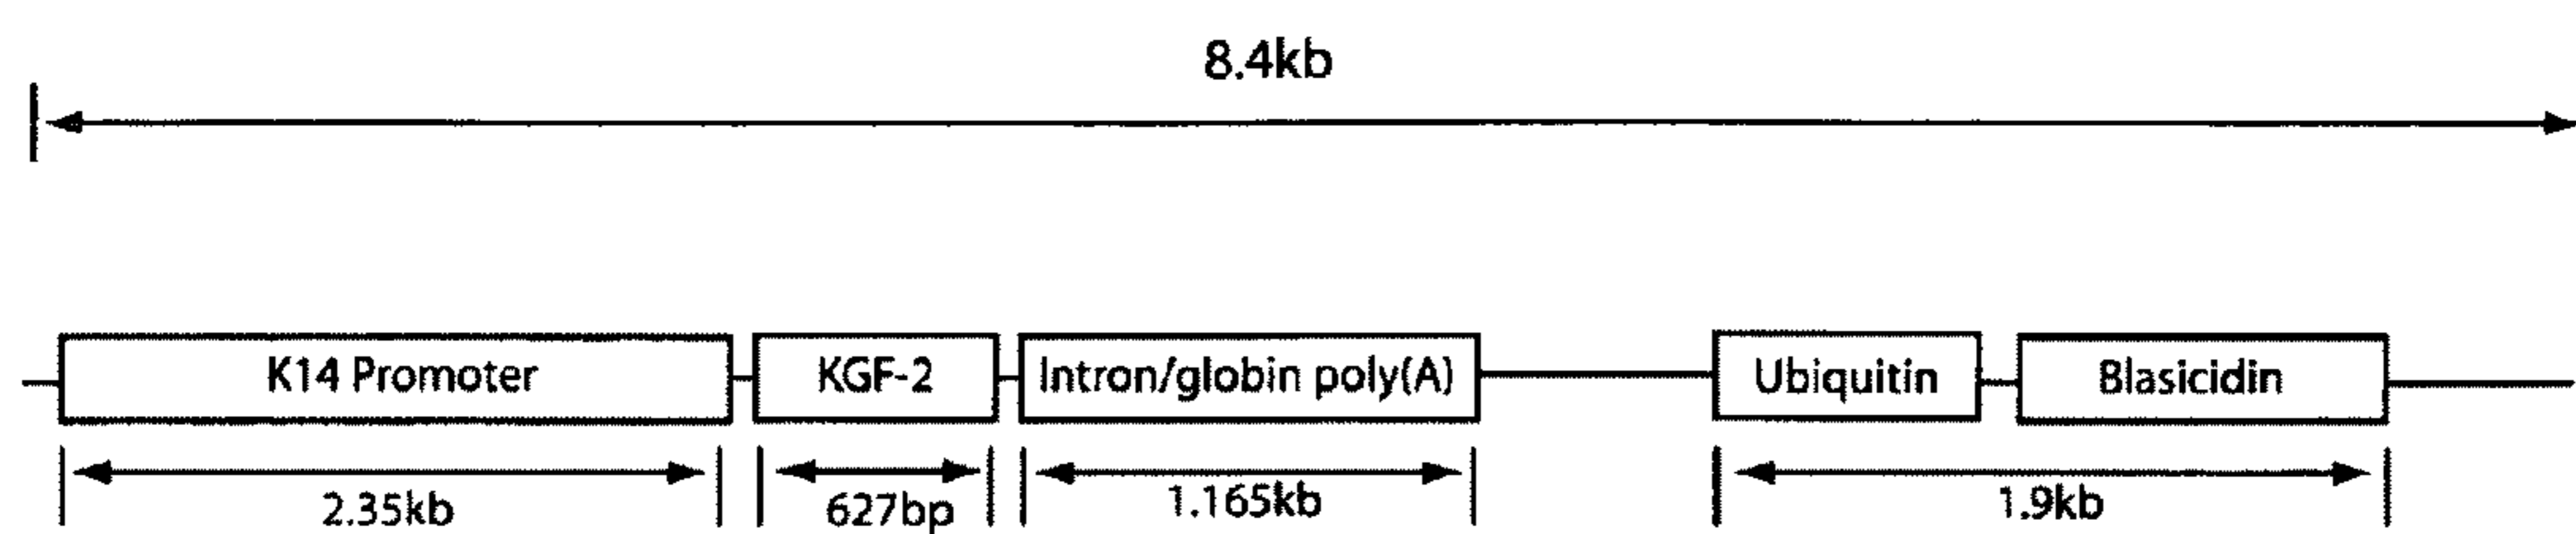 8.4kb
K14 Promoter KGF-2 Intron/globin poly(A) Ubiquitin Blasicidin
2.35kb 627bp 1.165kb 1.9kb